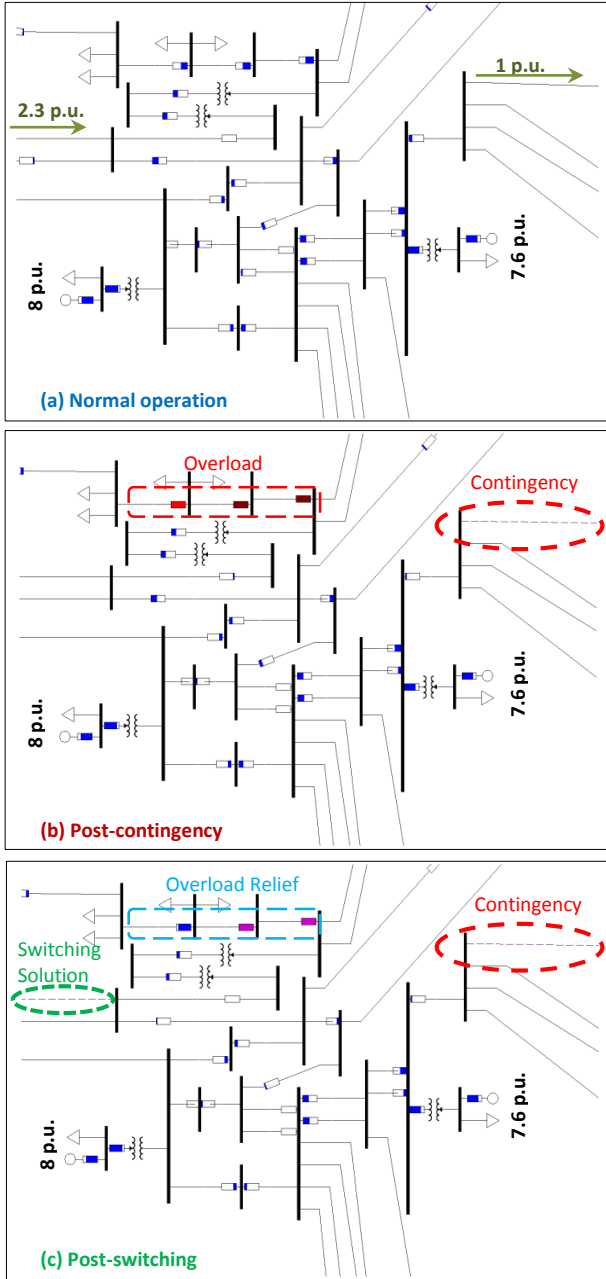 1 p.u.
2.3 p.u.
8 p.u.
7.6 p.u.
(a) Normal operation
Overload
Contingency
8 p.u.
7.6 p.u.
(b) Post-contingency
Overload Relief
Contingency
Switching
Solution
8 p.u.
7.6 p.u.
(c) Post-switching